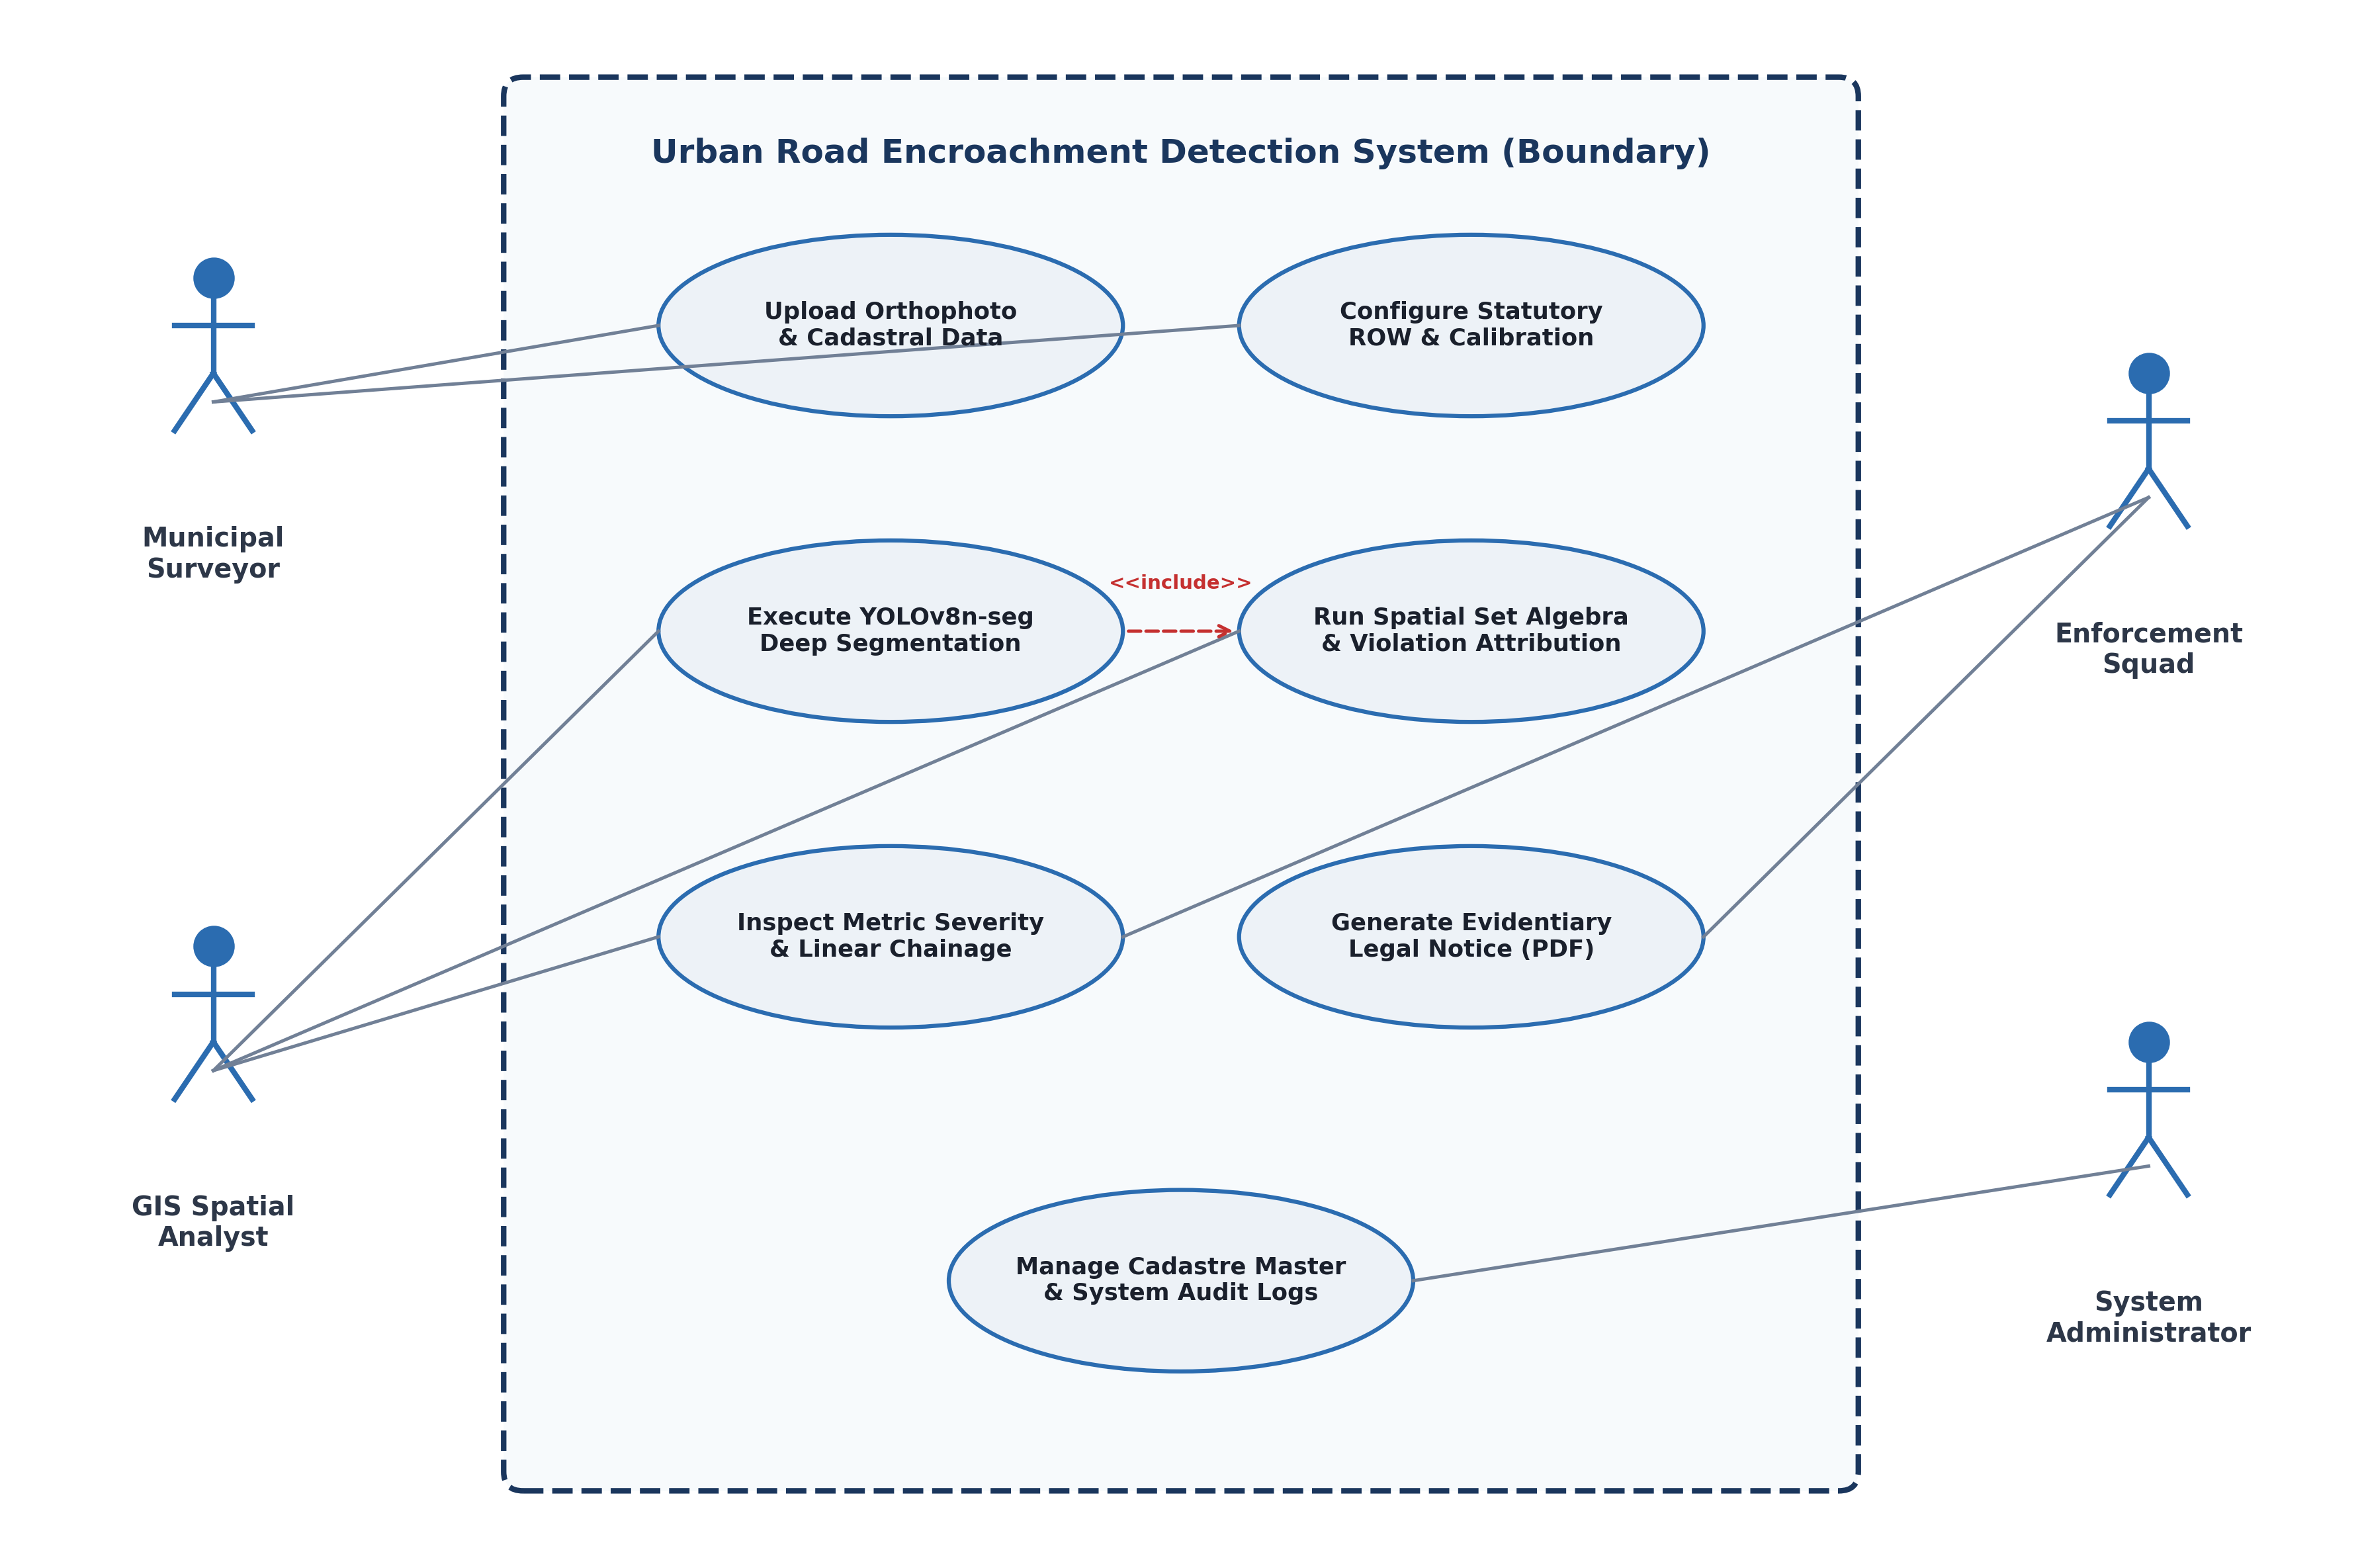 Urban Road Encroachment Detection System (Boundary)
Upload Orthophoto
& Cadastral Data
Configure Statutory
ROW & Calibration
Municipal
Surveyor
<<include>>
Execute YOLOv8n-seg
Deep Segmentation
Run Spatial Set Algebra
& Violation Attribution
Enforcement
Squad
Inspect Metric Severity
& Linear Chainage
Generate Evidentiary
Legal Notice (PDF)
GIS Spatial
Analyst
Manage Cadastre Master
& System Audit Logs
System
Administrator